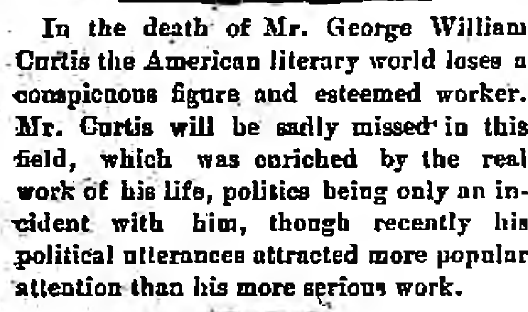 In the death of Mr. George William
Curtis the American literary world loses a
conspicuous figure and esteemed worker.
Mr. Curtis will be sadly missed in this
field, which was enriched by the real
work of his life, politics being only an in-
cident with him, though recently his
political utterances attracted more popular
attention than his more serious work.